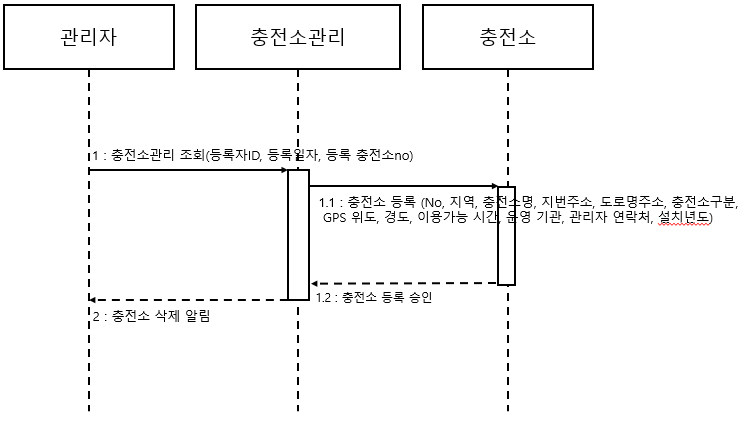 관리자
충전소관리
충전소
1 : 충전소관리 조회(등록자ID, 등록일자, 등록 충전소no)
1.1 : 충전소 등록 (No, 지역, 충전소명, 지번주소, 도로명주소, 충전소구분,
GPS 위도, 경도, 이용가능 시간, 운영 기관, 관리자 연락처, 설치년도)
1.2 : 충전소 등록 승인
2 : 충전소 삭제 알림